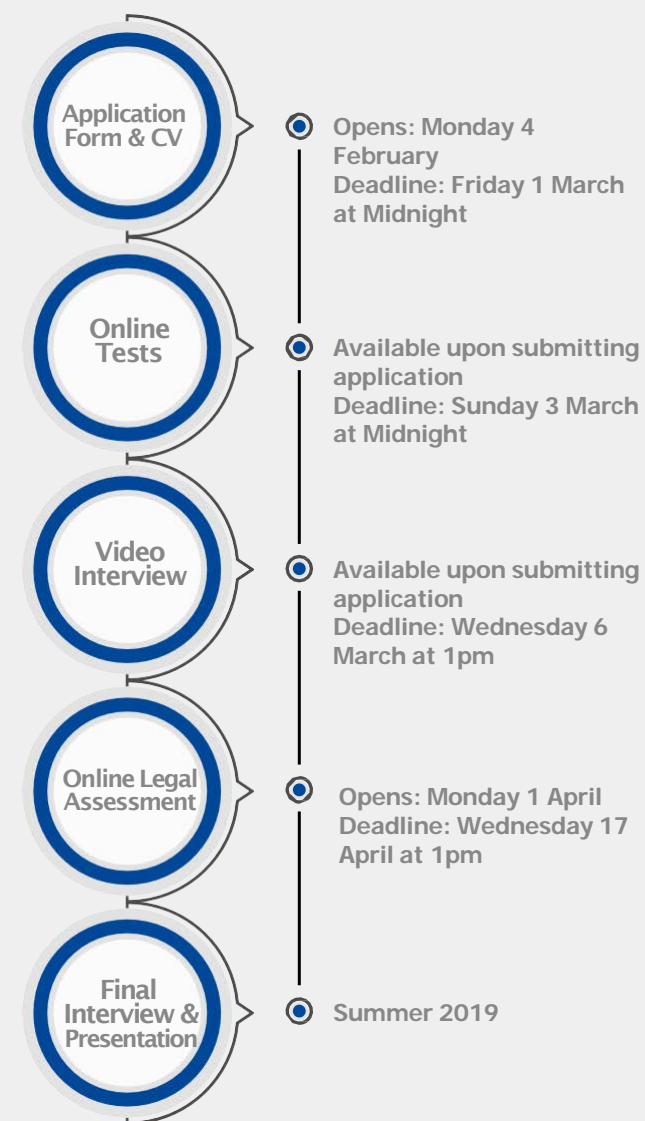 Application
Form & CV
Opens: Monday 4
February
Deadline: Friday 1 March
at Midnight
Online
Tests
Available upon submitting
application
Deadline: Sunday 3 March
at Midnight
Video
Interview
Available upon submitting
application
Deadline: Wednesday 6
March at 1pm
Online Legal
Assessment
Opens: Monday 1 April
Deadline: Wednesday 17
April at 1pm
Final
Interview &
Presentation
Summer 2019